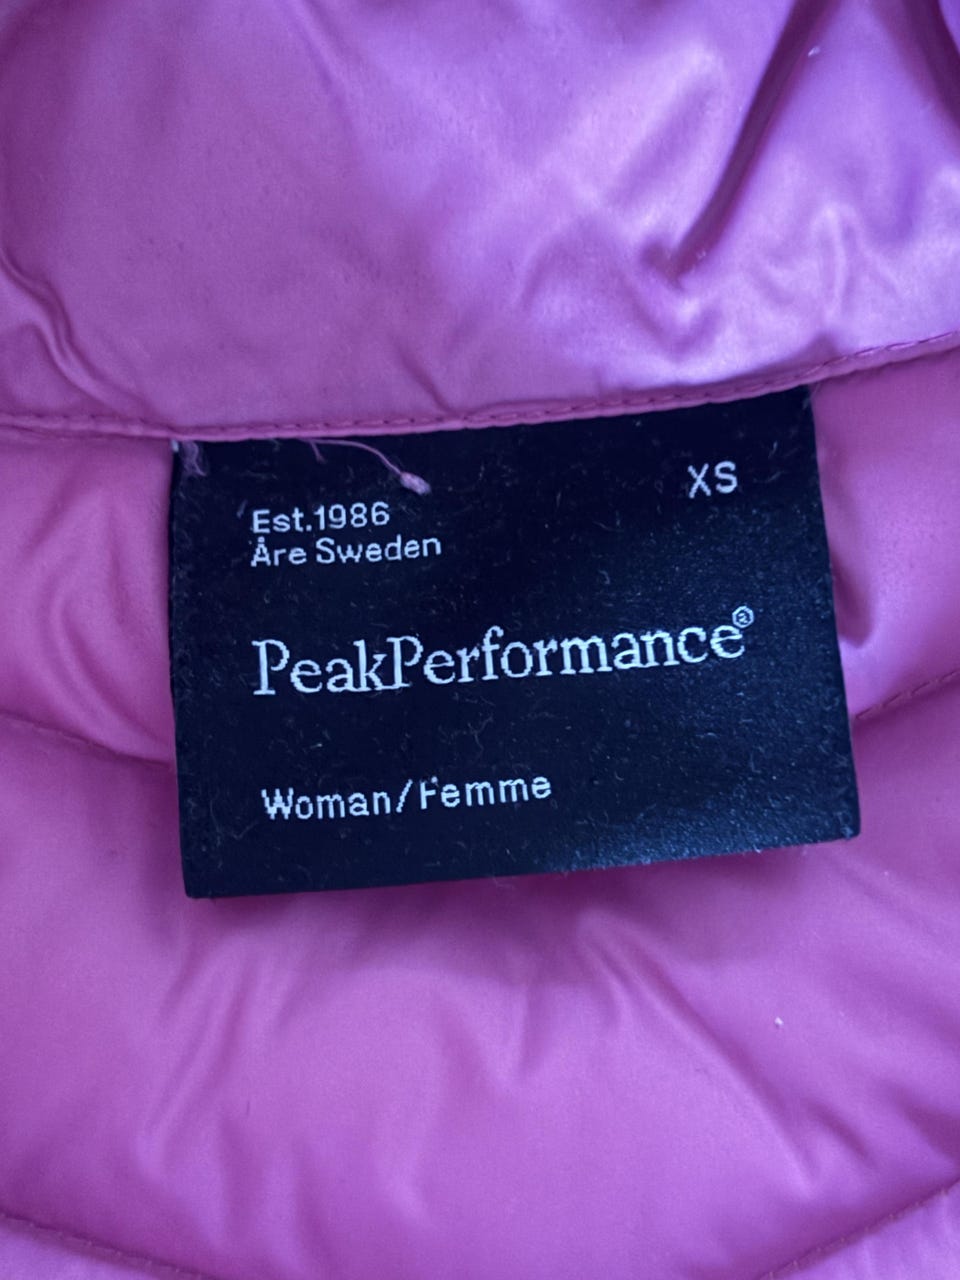 XS
Est.1986
Åre Sweden
PeakPerformance®
Woman/Femme